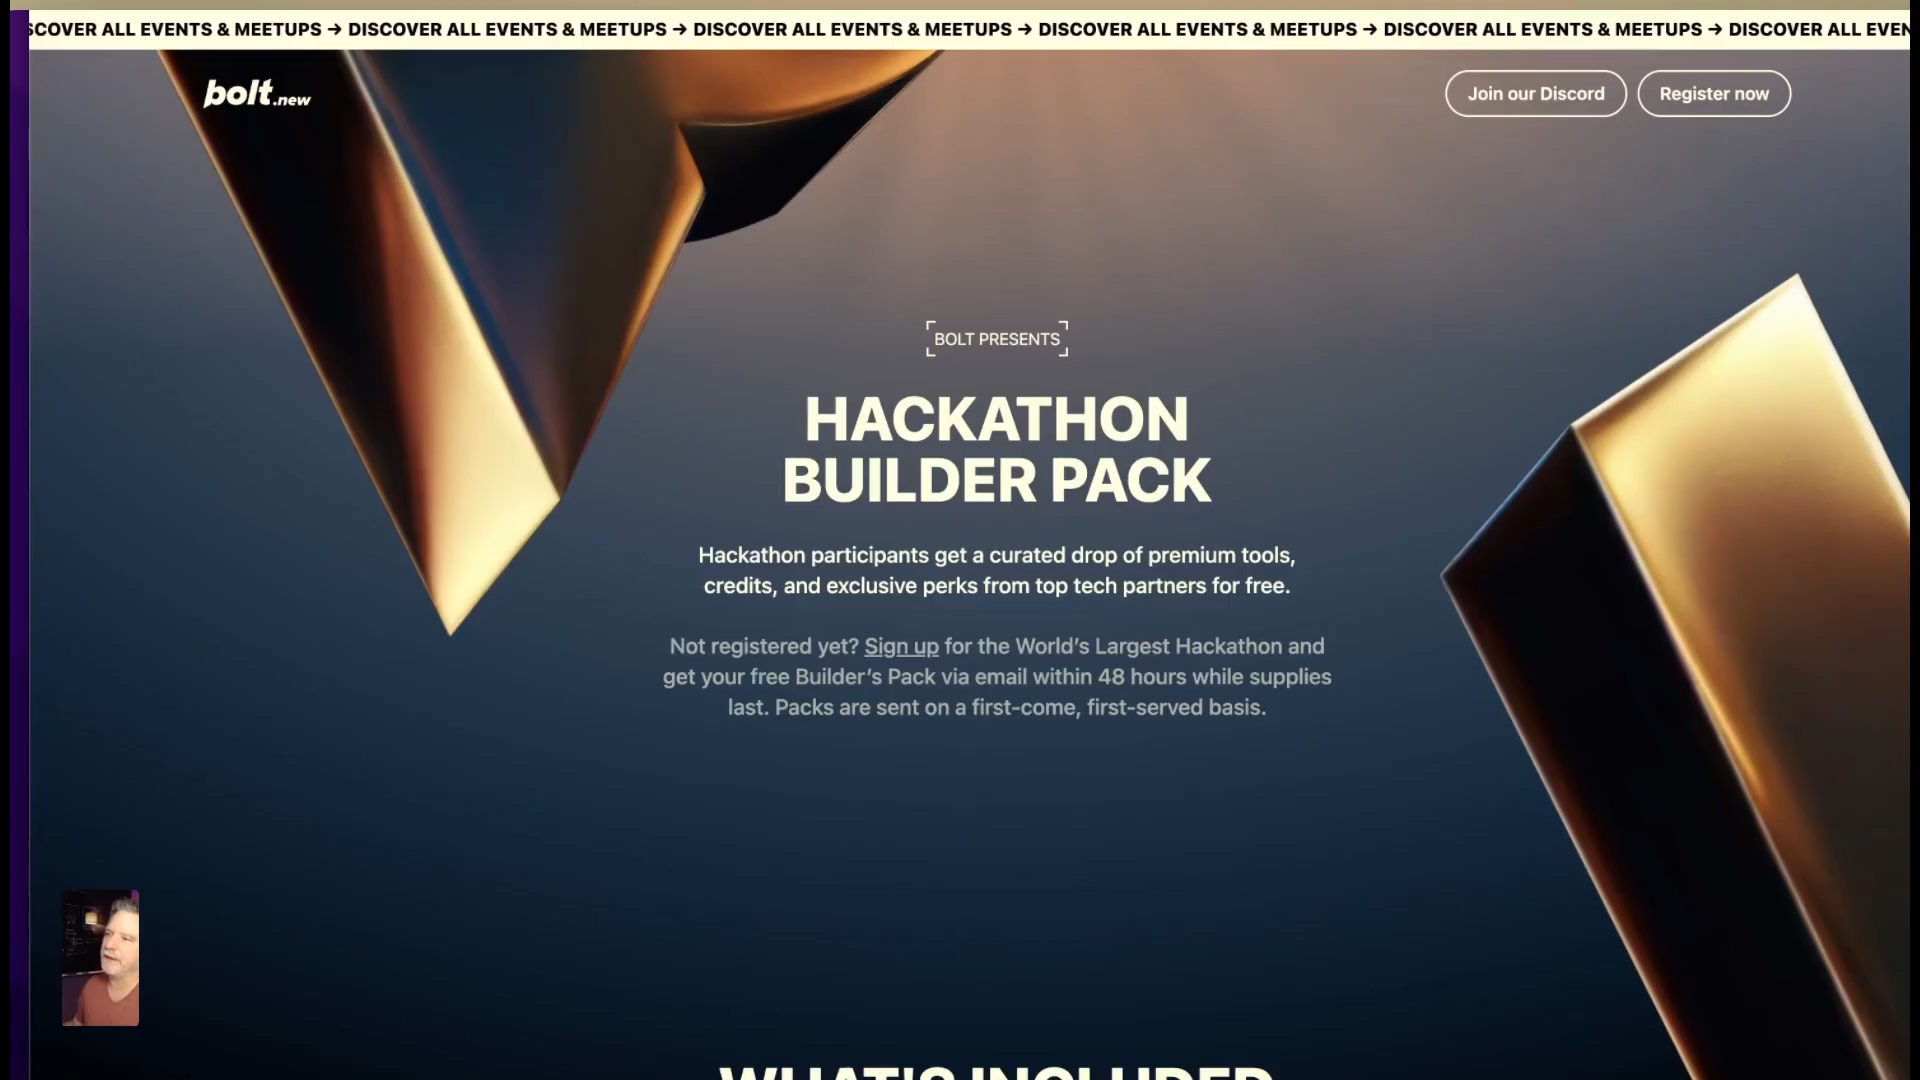 SCOVER ALL EVENTS & MEETUPS → DISCOVER ALL EVENTS & MEETUPS → DISCOVER ALL EVENTS & MEETUPS → DISCOVER ALL EVENTS & MEETUPS → DISCOVER ALL EVENTS & MEETUPS → DISCOVER ALL EVEN
bolt.new
Join our Discord
Register now
BOLT PRESENTS
HACKATHON
BUILDER PACK
Hackathon participants get a curated drop of premium tools,
credits, and exclusive perks from top tech partners for free.
Not registered yet? Sign up for the World’s Largest Hackathon and
get your free Builder’s Pack via email within 48 hours while supplies
last. Packs are sent on a first-come, first-served basis.
WHAT'S INCLUDED